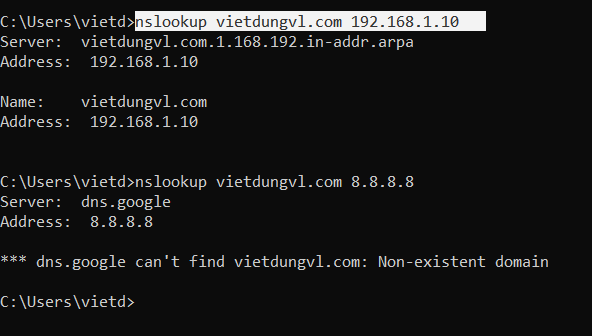 C:\Users\vietd>nslookup vietdungvl.com 192.168.1.10
Server:  vietdungvl.com.1.168.192.in-addr.arpa
Address:  192.168.1.10
Name:    vietdungvl.com
Address:  192.168.1.10
C:\Users\vietd>nslookup vietdungvl.com 8.8.8.8
Server:  dns.google
Address:  8.8.8.8
*** dns.google can't find vietdungvl.com: Non-existent domain
C:\Users\vietd>